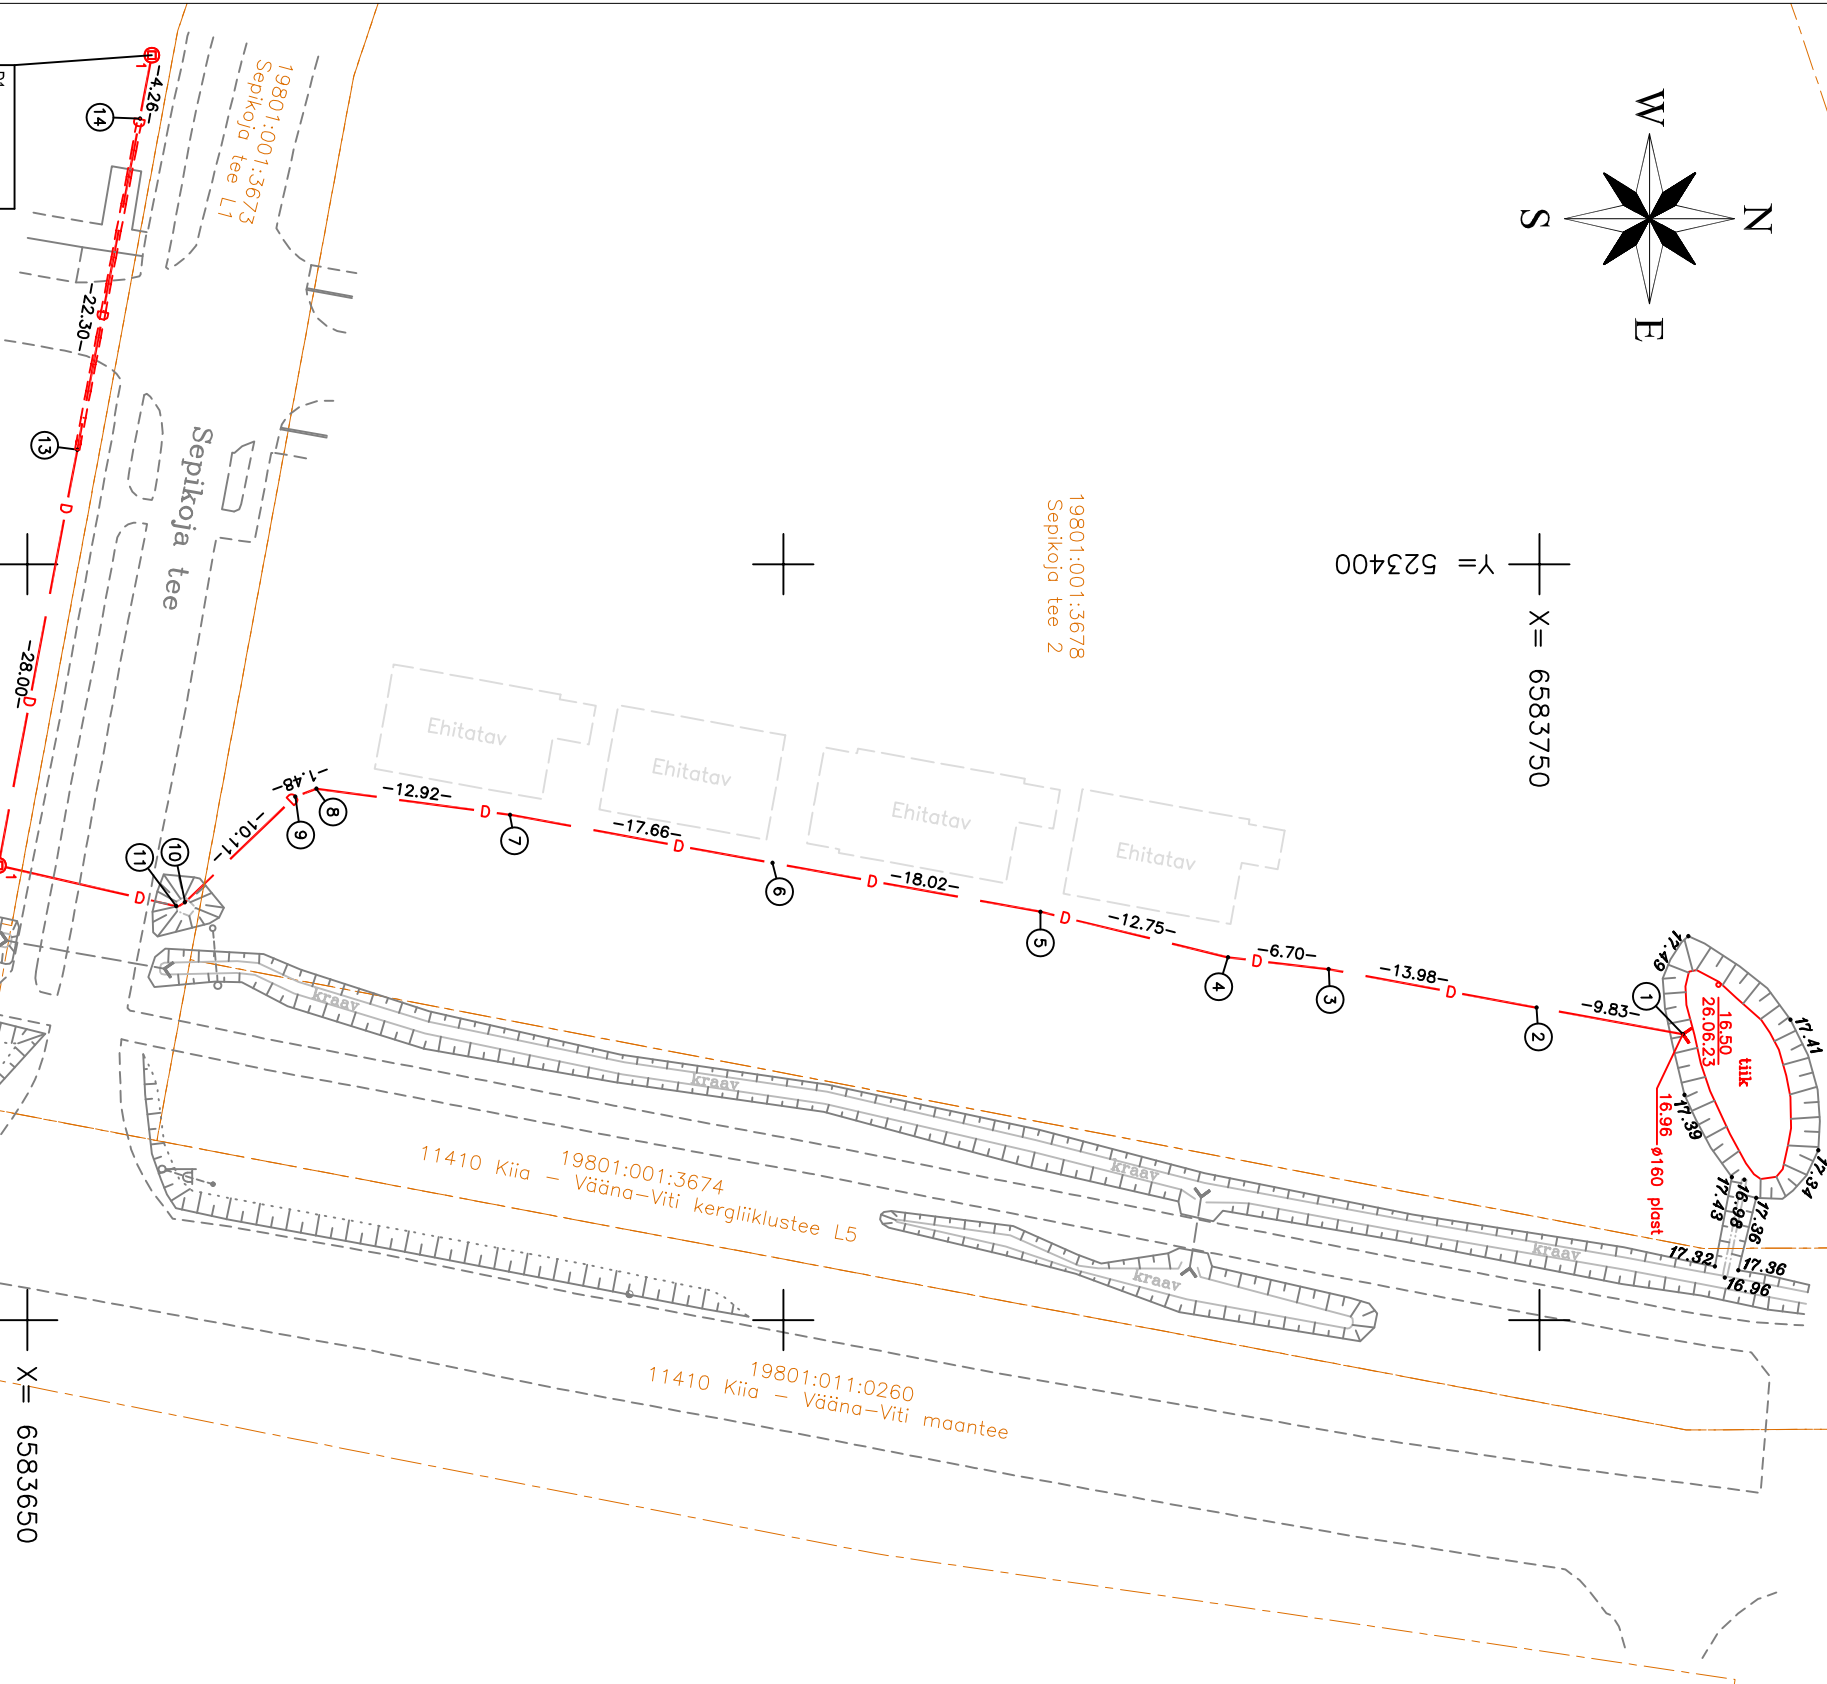 W
N
S
E
19801:001:3673
Sepikoja tee L1
-4.26-
1
14
-22.30-
13
D
D
Sepikoja tee
D
-28.00-
D
1
D
11
10
-10.11-
D
9
-1.48-
8
-12.92-
D
7
-17.66-
D
6
D
-18.02-
5
D
-12.75-
4
D
-6.70-
3
-13.98-
D
2
-9.83-
1
Ehitatav
Ehitatav
Ehitatav
Ehitatav
19801:001:3678
Sepikoja tee 2
Y= 523400
X= 6583750
17.49
17.41
tiik
16.50
26.06.23
17.39
16.96
ø160 plast
17.34
17.43
16.98
17.36
17.32
17.36
16.96
kraav
kraav
kraav
kraav
kraav
19801:001:3674
11410 Kiia - Vääna-Viti kergliiklustee L5
19801:011:0260
11410 Kiia - Vääna-Viti maantee
X= 6583650